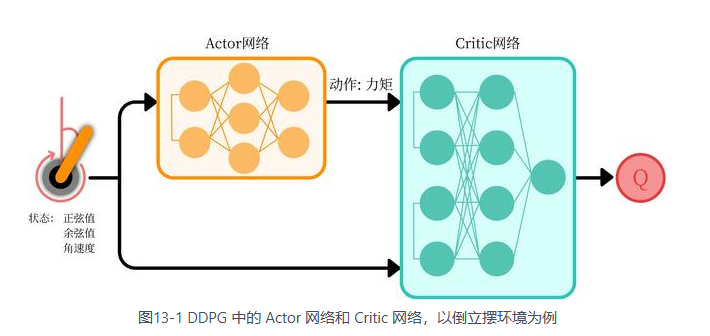 Actor网络
Critic网络
动作: 力矩
状态: 正弦值
余弦值
角速度
Q
图13-1 DDPG 中的 Actor 网络和 Critic 网络，以倒立摆环境为例